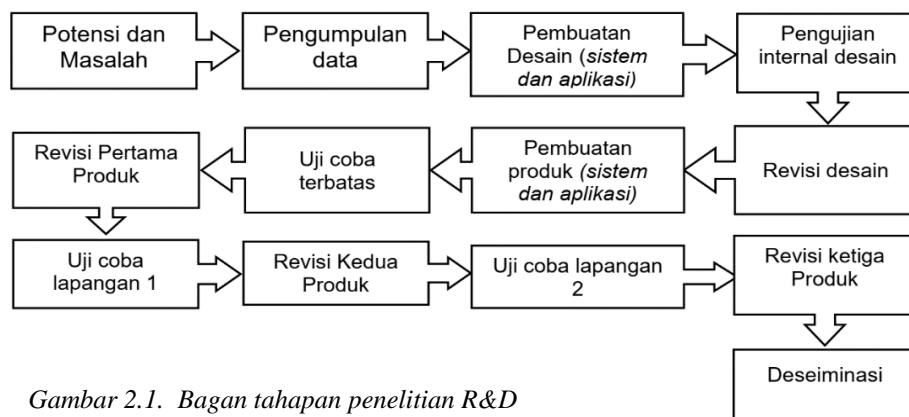 Potensi dan
Masalah
Pengumpulan
data
Pembuatan
Desain (sistem
dan aplikasi)
Pengujian
internal desain
Revisi desain
Pembuatan
produk (sistem
dan aplikasi)
Uji coba
terbatas
Revisi Pertama
Produk
Uji coba
lapangan 1
Revisi Kedua
Produk
Uji coba lapangan
2
Revisi ketiga
Produk
Deseiminasi
Gambar 2.1. Bagan tahapan penelitian R&D